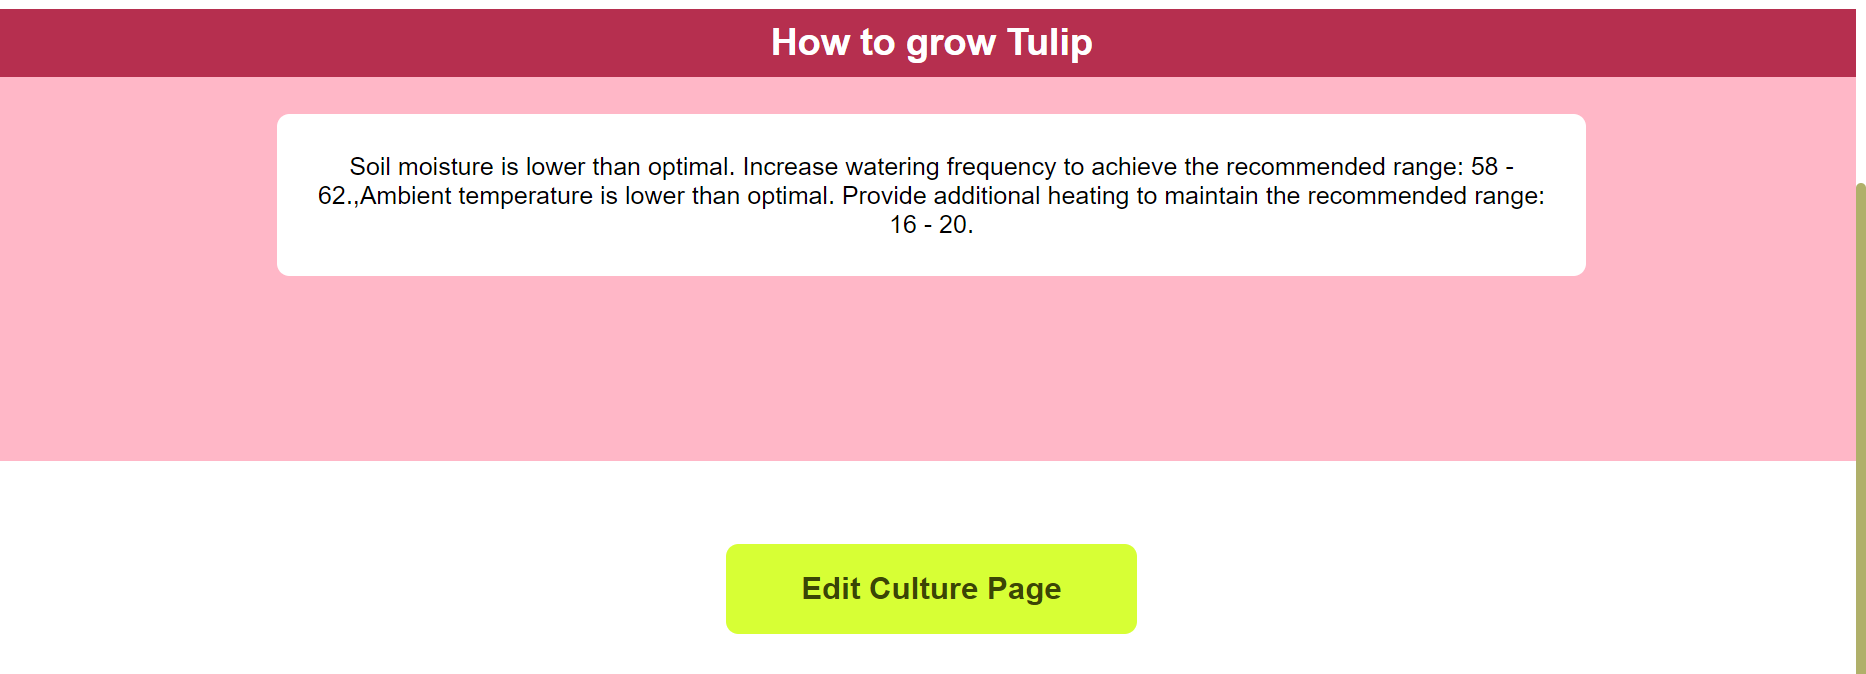 How to grow Tulip
Soil moisture is lower than optimal. Increase watering frequency to achieve the recommended range: 58 -
62.,Ambient temperature is lower than optimal. Provide additional heating to maintain the recommended range:
16 - 20.
Edit Culture Page